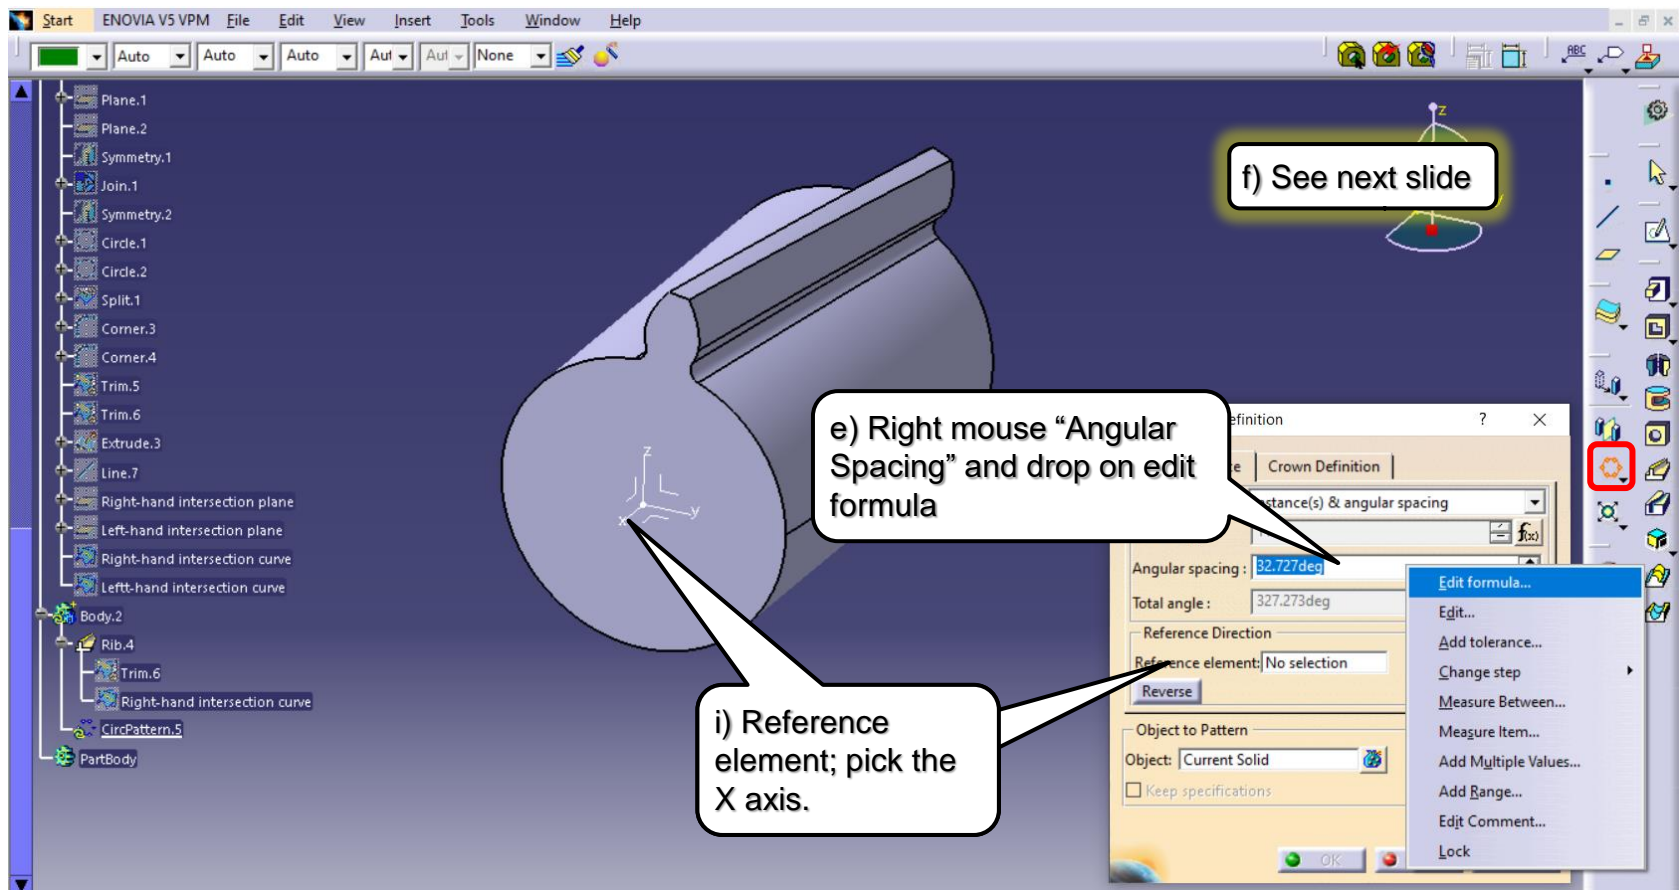 Start ENOVIA V5 VPM File Edit View Insert Tools Window Help
Auto Auto Auto Aut Aut None
ABC
Plane.1
Plane.2
Symmetry.1
Join.1
Symmetry.2
Circle.1
Circle.2
Split.1
Corner.3
Corner.4
Trim.5
Trim.6
Extrude.3
Line.7
Right-hand intersection plane
Left-hand intersection plane
Right-hand intersection curve
Leftt-hand intersection curve
Body.2
Rib.4
Trim.6
Right-hand intersection curve
CircPattern.5
PartBody
z
f) See next slide
z
x
y
e) Right mouse “Angular
Spacing” and drop on edit
formula
i) Reference
element; pick the
X axis.
efinition ? ×
e Crown Definition
stance(s) & angular spacing
f(x)
Angular spacing : 32.727deg
Total angle : 327.273deg
Reference Direction
Reference element: No selection
Reverse
Object to Pattern
Object: Current Solid
Keep specifications
OK
Edit formula...
Edit...
Add tolerance...
Change step
Measure Between...
Measure Item...
Add Multiple Values...
Add Range...
Edit Comment...
Lock